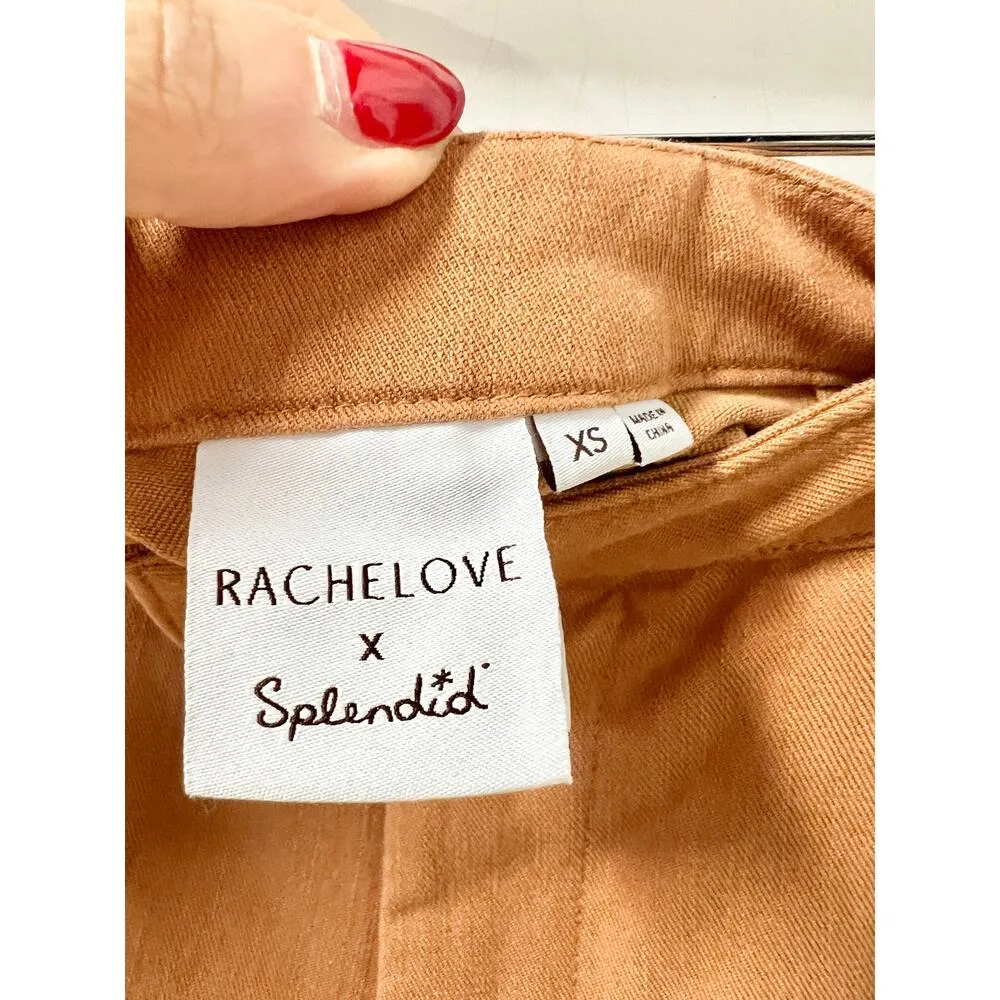 XS
MADE IN
CHINA
RACHELOVE
X
Splendid